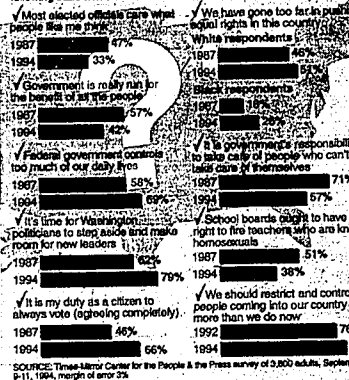 ✓Most elected officials care what
people like me think
1987 47%
1994 33%
✓Government is really run for
the benefit of all the people
1987 57%
1994 42%
✓Federal government controls
too much of our daily lives
1987 58%
1994 69%
✓It's time for Washington
politicians to step aside and make
room for new leaders
1987 62%
1994 79%
✓It is my duty as a citizen to
always vote (agreeing completely)
1987 46%
1994 66%
✓We have gone too far in
equal rights in this country
White respondents
1987 46%
1994 51%
Black respondents
1987 16%
1994 26%
✓It is government's
to take care of people who can't
take care of themselves
1987 71%
1994 57%
✓School boards ought to have
right to fire teachers who are
homosexuals
1987 51%
1994 38%
✓We should restrict and
people coming into our country
more than we do now
1992
1994
SOURCE: Times-Mirror Center for the People & the Press survey of 3,800 adults,
9-11, 1994, margin of error 3%